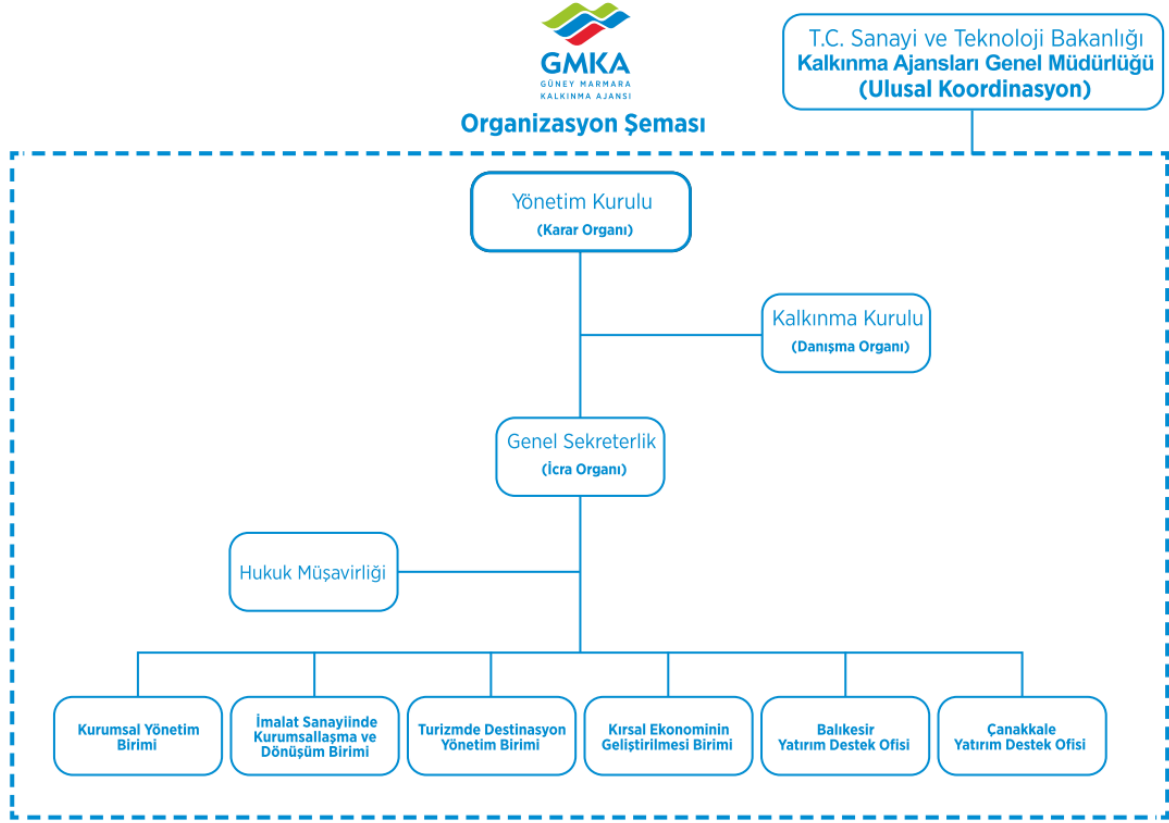 GMKA
GÜNEY MARMARA
KALKINMA AJANSI
Organizasyon Şeması
T.C. Sanayi ve Teknoloji Bakanlığı
Kalkınma Ajansları Genel Müdürlüğü
(Ulusal Koordinasyon)
Yönetim Kurulu
(Karar Organı)
Kalkınma Kurulu
(Danışma Organı)
Genel Sekreterlik
(İcra Organı)
Hukuk Müşavirliği
Kurumsal Yönetim
Birimi
İmalat Sanayiinde
Kurumsallaşma ve
Dönüşüm Birimi
Turizmde Destinasyon
Yönetim Birimi
Kırsal Ekonominin
Geliştirilmesi Birimi
Balıkesir
Yatırım Destek Ofisi
Çanakkale
Yatırım Destek Ofisi